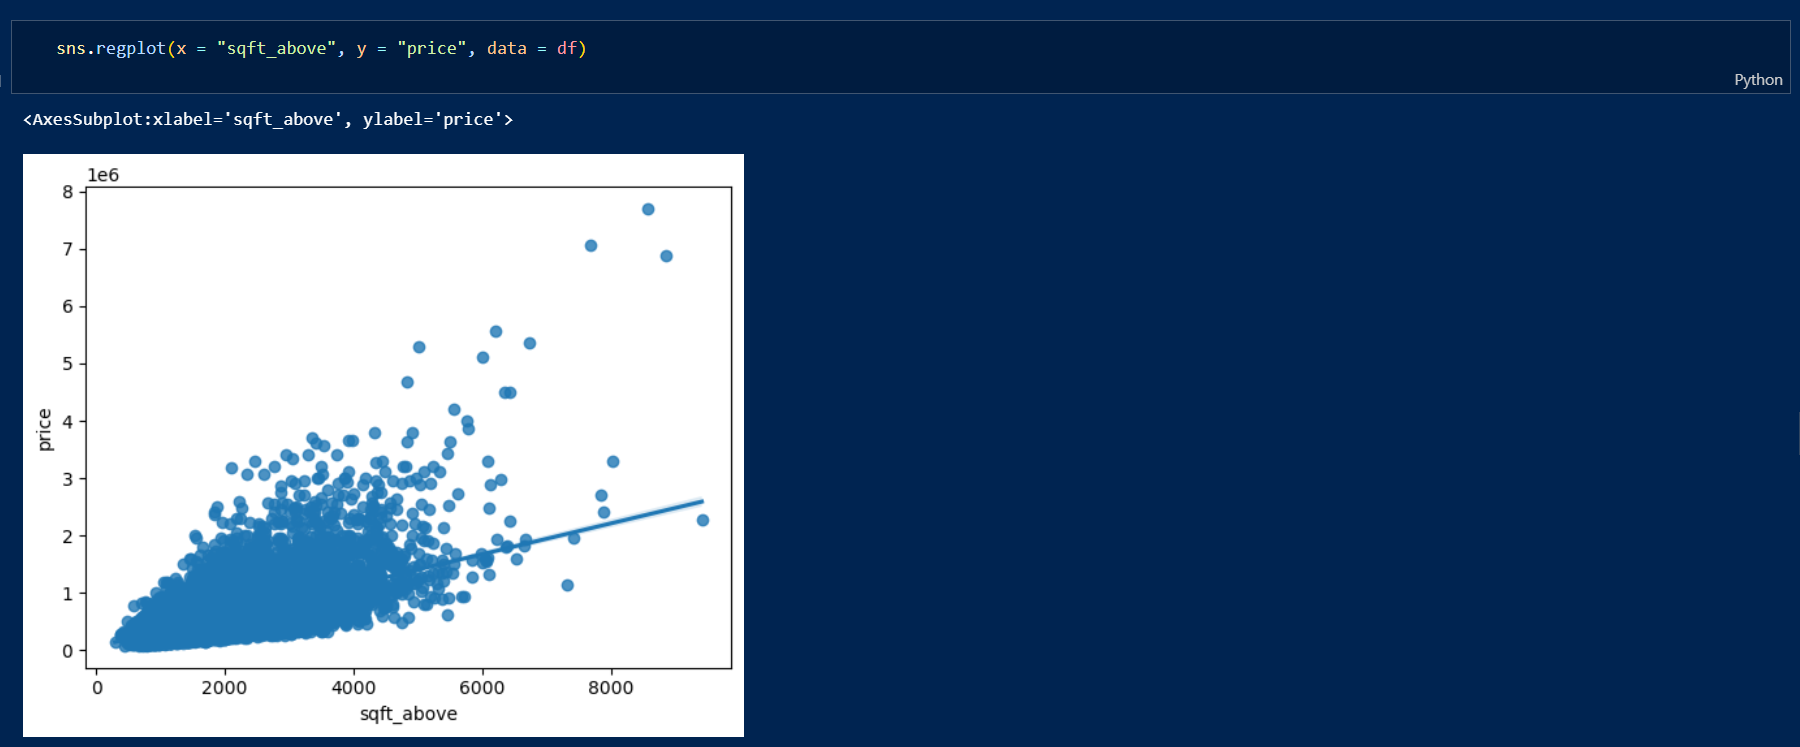 sns.regplot(x = "sqft_above", y = "price", data = df)
Python
<AxesSubplot:xlabel='sqft_above', ylabel='price'>
1e6
8
7
6
5
4
3
2
1
0
price
0 2000 4000 6000 8000
sqft_above